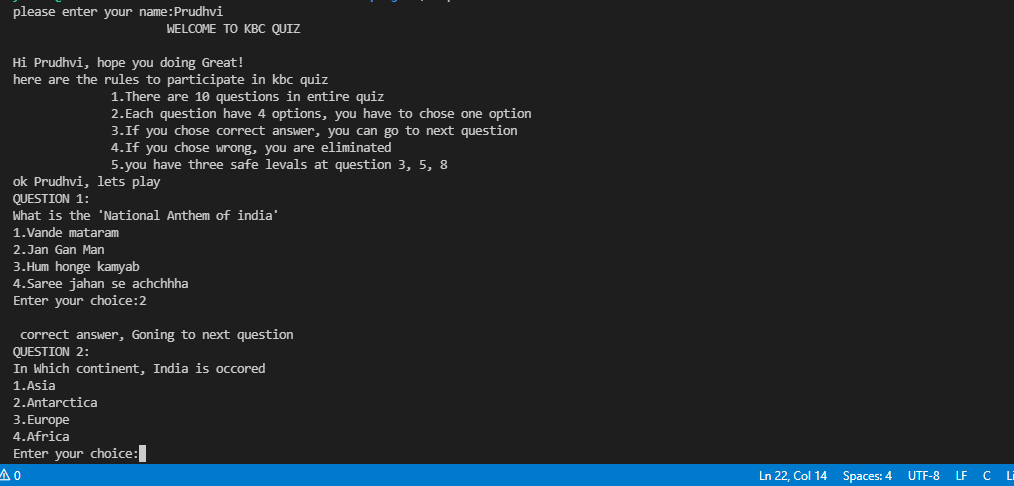 please enter your name:Prudhvi
WELCOME TO KBC QUIZ
Hi Prudhvi, hope you doing Great!
here are the rules to participate in kbc quiz
1.There are 10 questions in entire quiz
2.Each question have 4 options, you have to chose one option
3.If you chose correct answer, you can go to next question
4.If you chose wrong, you are eliminated
5.you have three safe levals at question 3, 5, 8
ok Prudhvi, lets play
QUESTION 1:
What is the 'National Anthem of india'
1.Vande mataram
2.Jan Gan Man
3.Hum honge kamyab
4.Saree jahan se achchhha
Enter your choice:2
correct answer, Goning to next question
QUESTION 2:
In Which continent, India is occored
1.Asia
2.Antarctica
3.Europe
4.Africa
Enter your choice:
0 Ln 22, Col 14 Spaces: 4 UTF-8 LF C